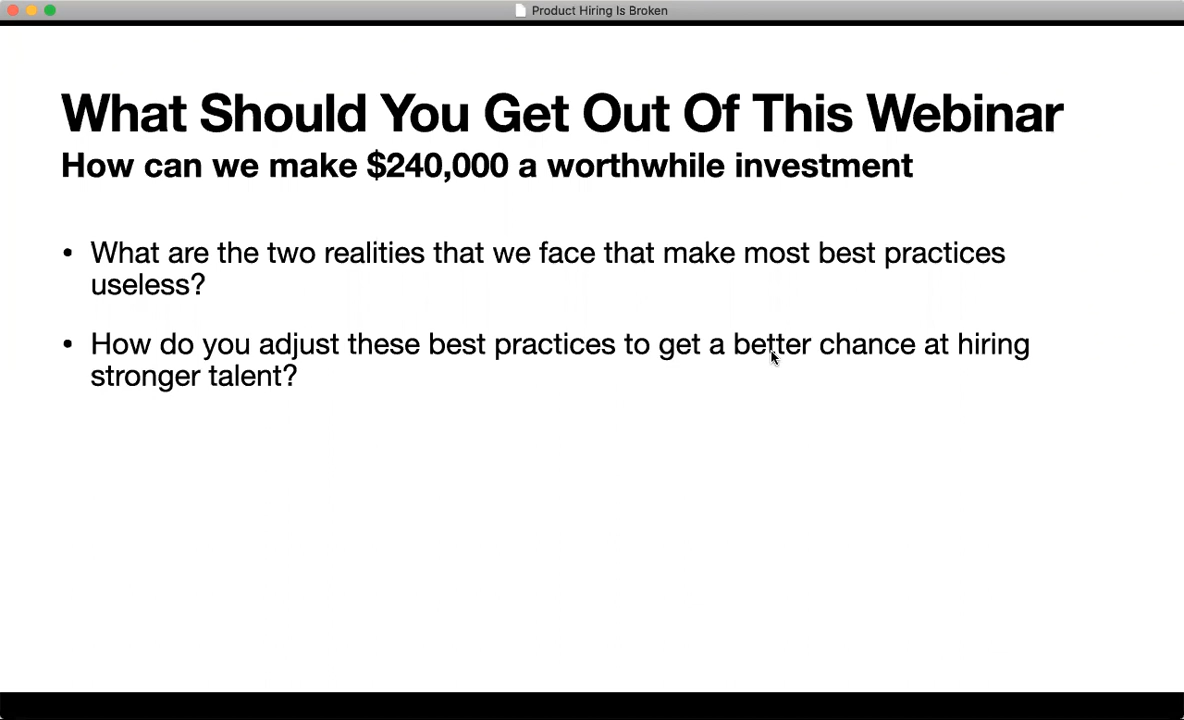 Product Hiring Is Broken
What Should You Get Out Of This Webinar
How can we make $240,000 a worthwhile investment
• What are the two realities that we face that make most best practices
useless?
• How do you adjust these best practices to get a better chance at hiring
stronger talent?